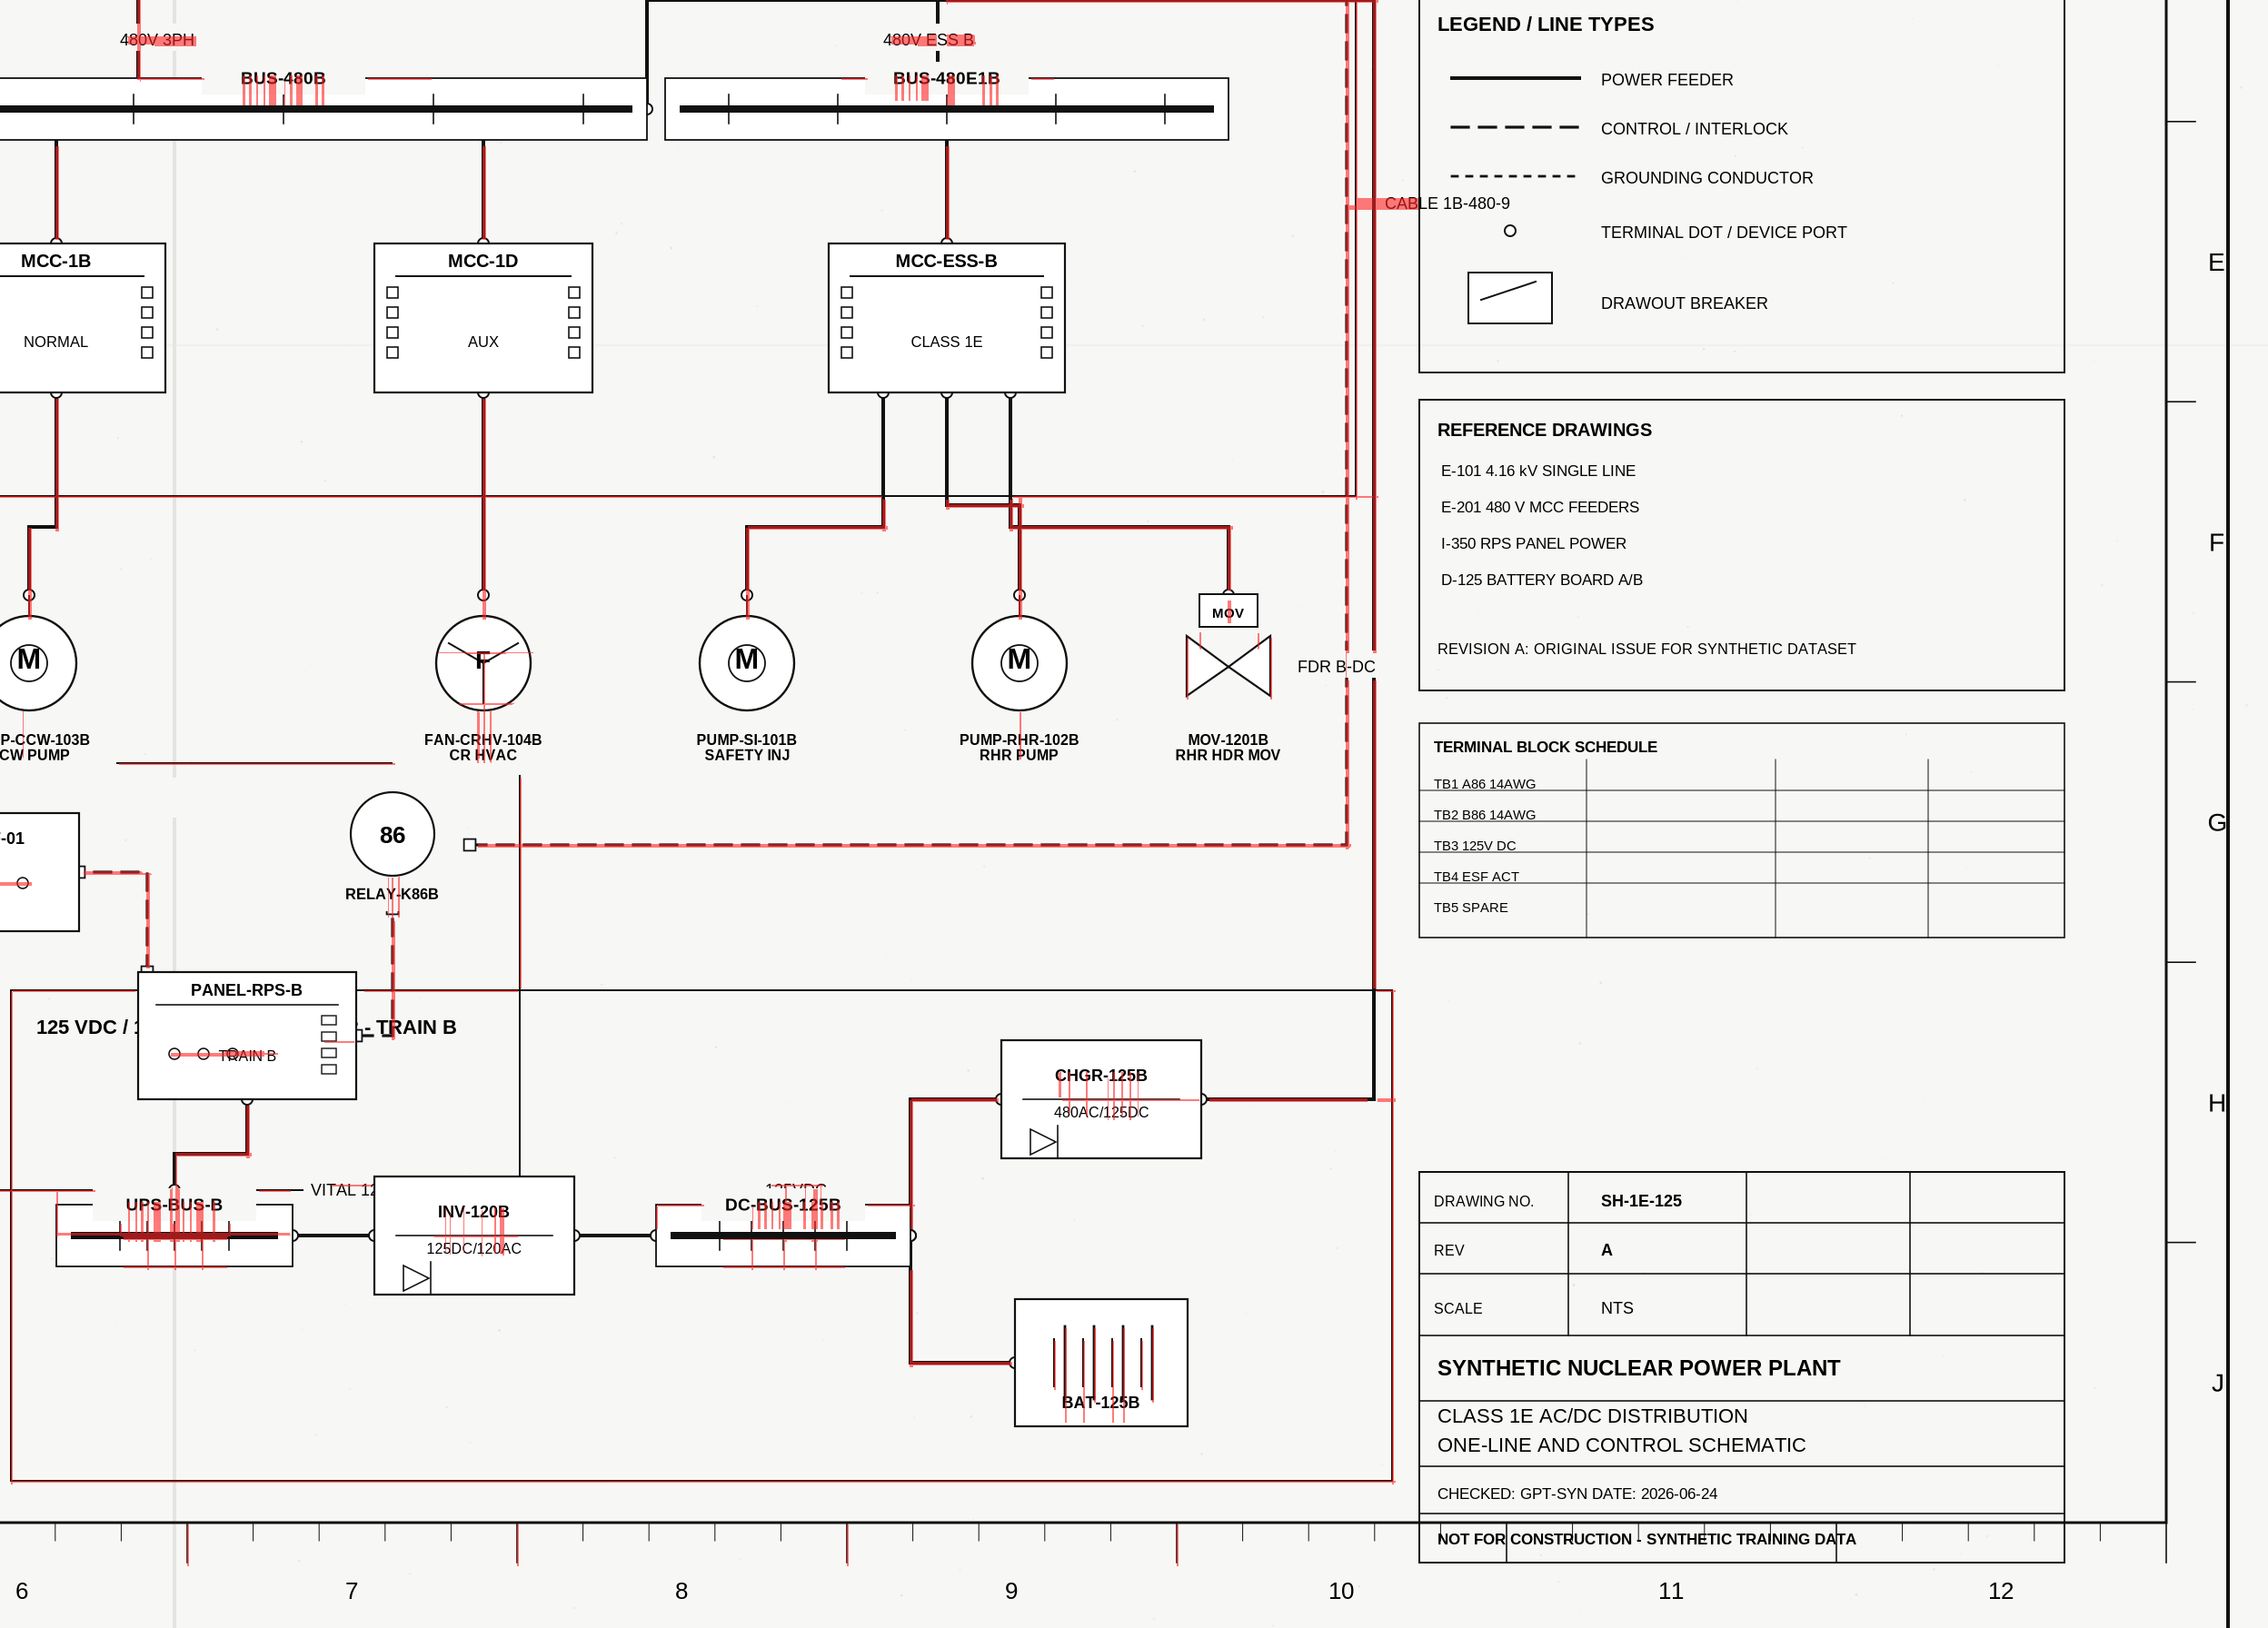 480V 3PH
480V ESS B
BUS-480B
BUS-480E1B
MCC-1B
NORMAL
MCC-1D
AUX
MCC-ESS-B
CLASS 1E
CABLE 1B-480-9
M
F
M
M
MOV
FDR B-DC
P-CCW-103B
CW PUMP
FAN-CRHV-104B
CR HVAC
PUMP-SI-101B
SAFETY INJ
PUMP-RHR-102B
RHR PUMP
MOV-1201B
RHR HDR MOV
-01
86
RELAY-K86B
PANEL-RPS-B
125 VDC / - TRAIN B
TRAIN B
CHGR-125B
480AC/125DC
VITAL 12
125VDC
UPS-BUS-B
INV-120B
125DC/120AC
DC-BUS-125B
BAT-125B
6
7
8
9
10
11
12
LEGEND / LINE TYPES
POWER FEEDER
CONTROL / INTERLOCK
GROUNDING CONDUCTOR
TERMINAL DOT / DEVICE PORT
DRAWOUT BREAKER
REFERENCE DRAWINGS
E-101 4.16 kV SINGLE LINE
E-201 480 V MCC FEEDERS
I-350 RPS PANEL POWER
D-125 BATTERY BOARD A/B
REVISION A: ORIGINAL ISSUE FOR SYNTHETIC DATASET
TERMINAL BLOCK SCHEDULE
TB1 A86 14AWG
TB2 B86 14AWG
TB3 125V DC
TB4 ESF ACT
TB5 SPARE
DRAWING NO. SH-1E-125
REV A
SCALE NTS
SYNTHETIC NUCLEAR POWER PLANT
CLASS 1E AC/DC DISTRIBUTION
ONE-LINE AND CONTROL SCHEMATIC
CHECKED: GPT-SYN DATE: 2026-06-24
NOT FOR CONSTRUCTION - SYNTHETIC TRAINING DATA
E
F
G
H
J